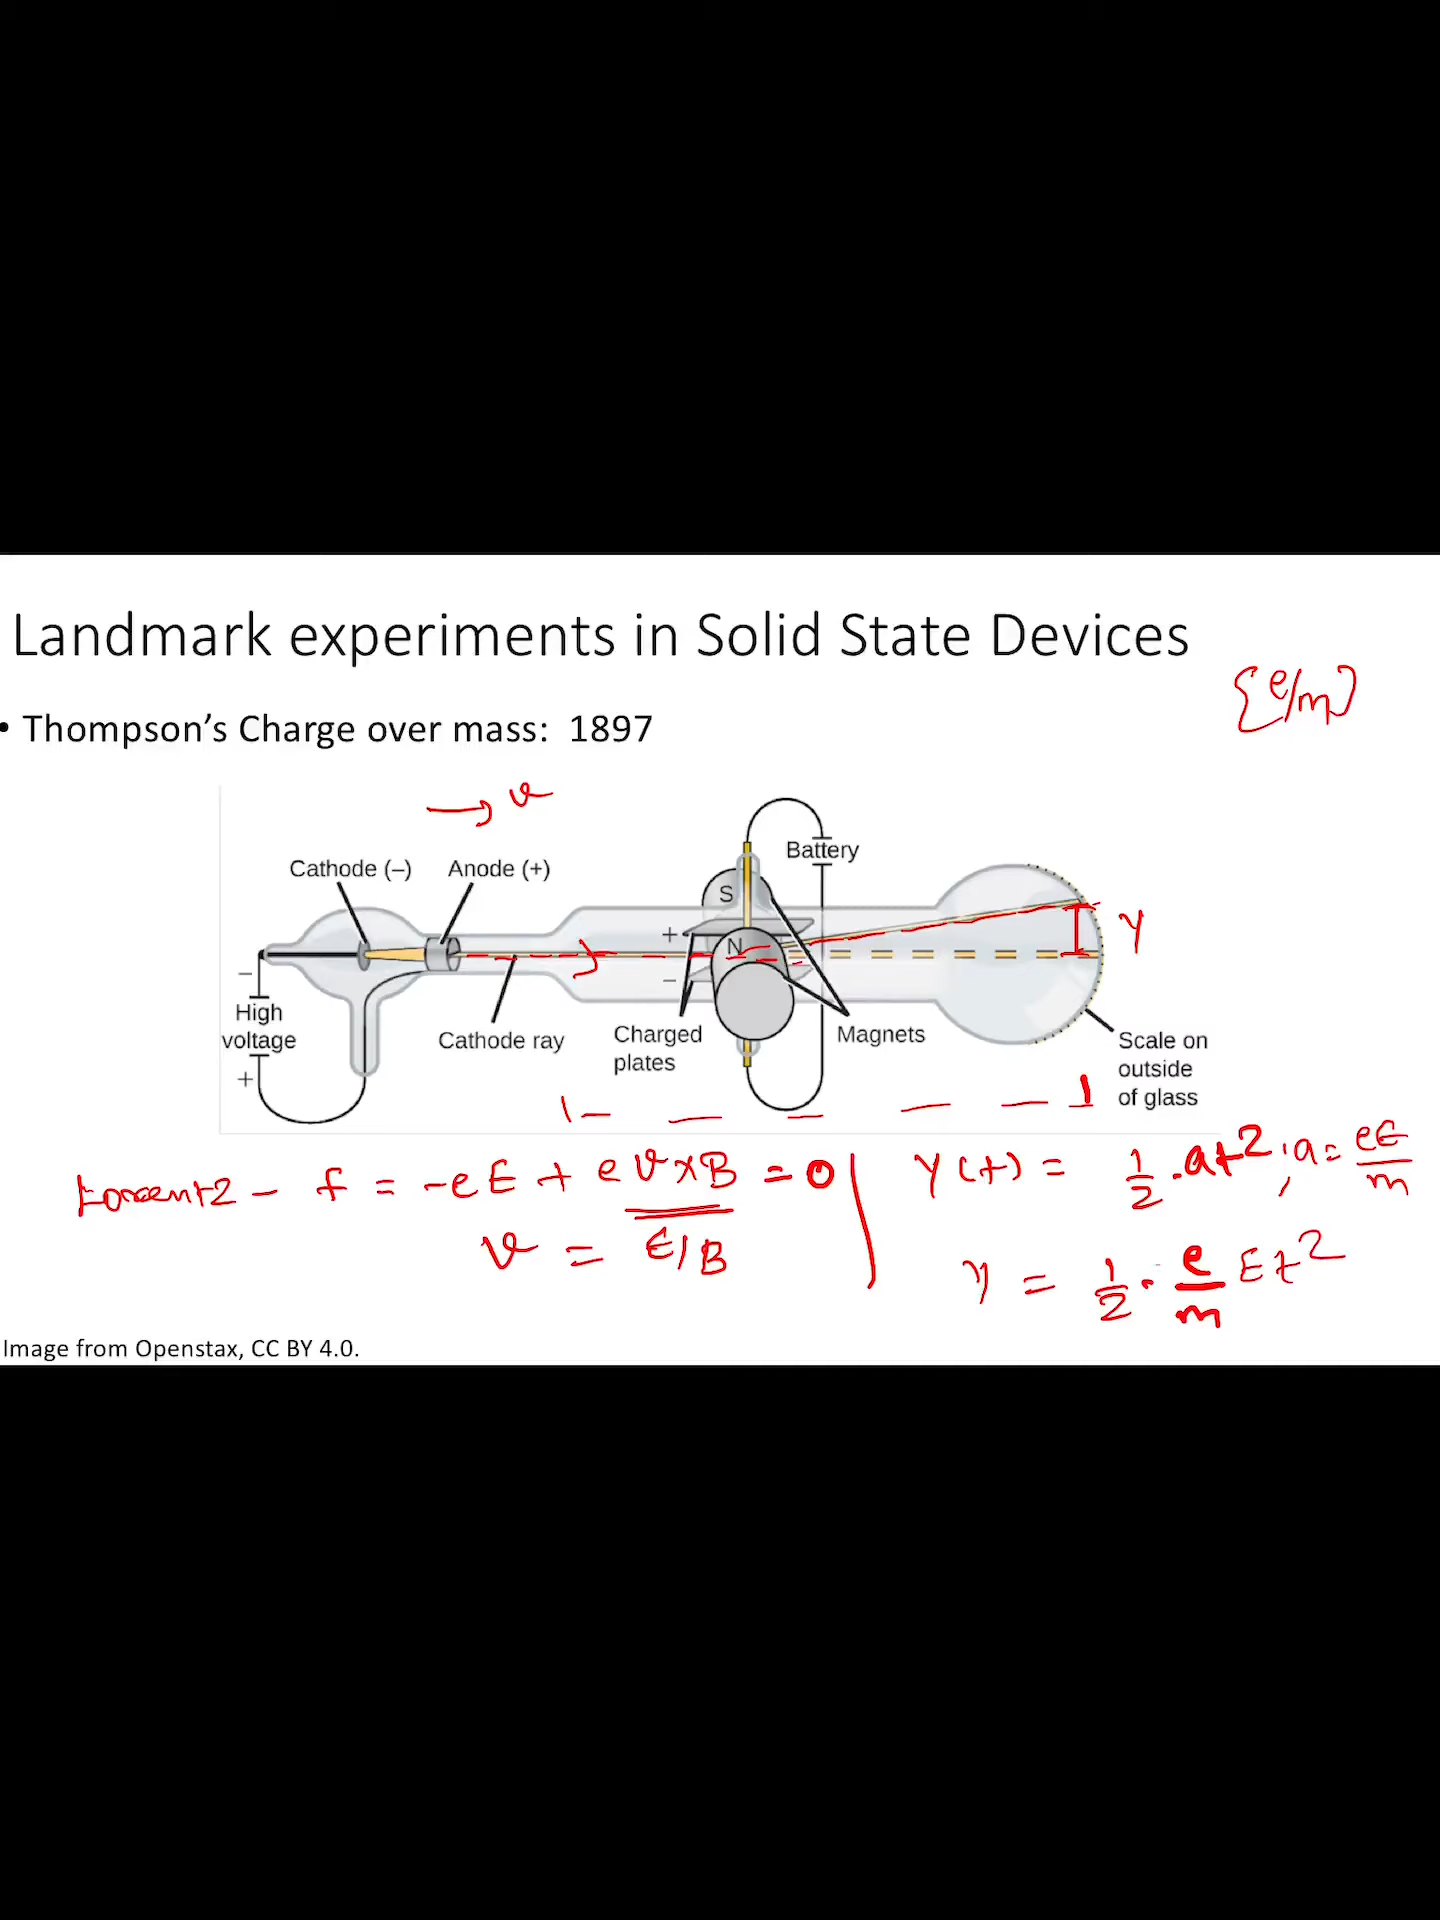 Landmark experiments in Solid State Devices
{e/m}
• Thompson’s Charge over mass: 1897
→ v
Battery
Cathode (–) Anode (+)
S
+
N
Y
–
–
High
voltage
+
Cathode ray
Charged
plates
Magnets
Scale on
outside
of glass
Lorentz - f = -eE + e v×B = 0
v = E/B
Y(t) = 1/2 . at² ; a = eE/m
Y = 1/2 . e/m Et²
Image from Openstax, CC BY 4.0.